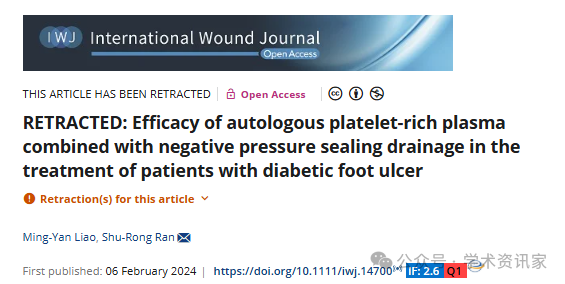 IWJ International Wound Journal
Open Access
THIS ARTICLE HAS BEEN RETRACTED Open Access
RETRACTED: Efficacy of autologous platelet-rich plasma
combined with negative pressure sealing drainage in the
treatment of patients with diabetic foot ulcer
Retraction(s) for this article
Ming-Yan Liao, Shu-Rong Ran
公众号 · 学术资讯家
First published: 06 February 2024 | https://doi.org/10.1111/iwj.14700 IF: 2.6 Q1